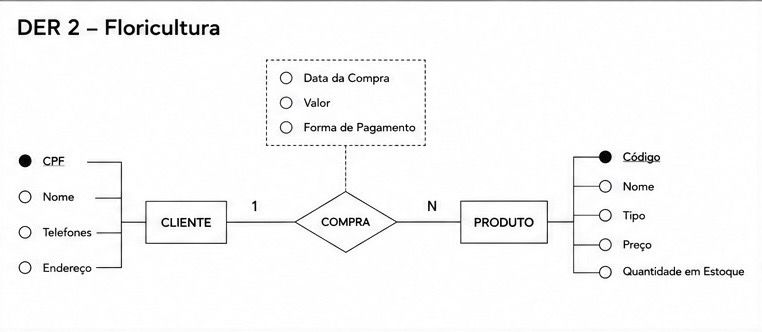 DER 2 – Floricultura
Data da Compra
Valor
Forma de Pagamento
CPF
Nome
Telefones
Endereço
CLIENTE
1
COMPRA
N
PRODUTO
Código
Nome
Tipo
Preço
Quantidade em Estoque